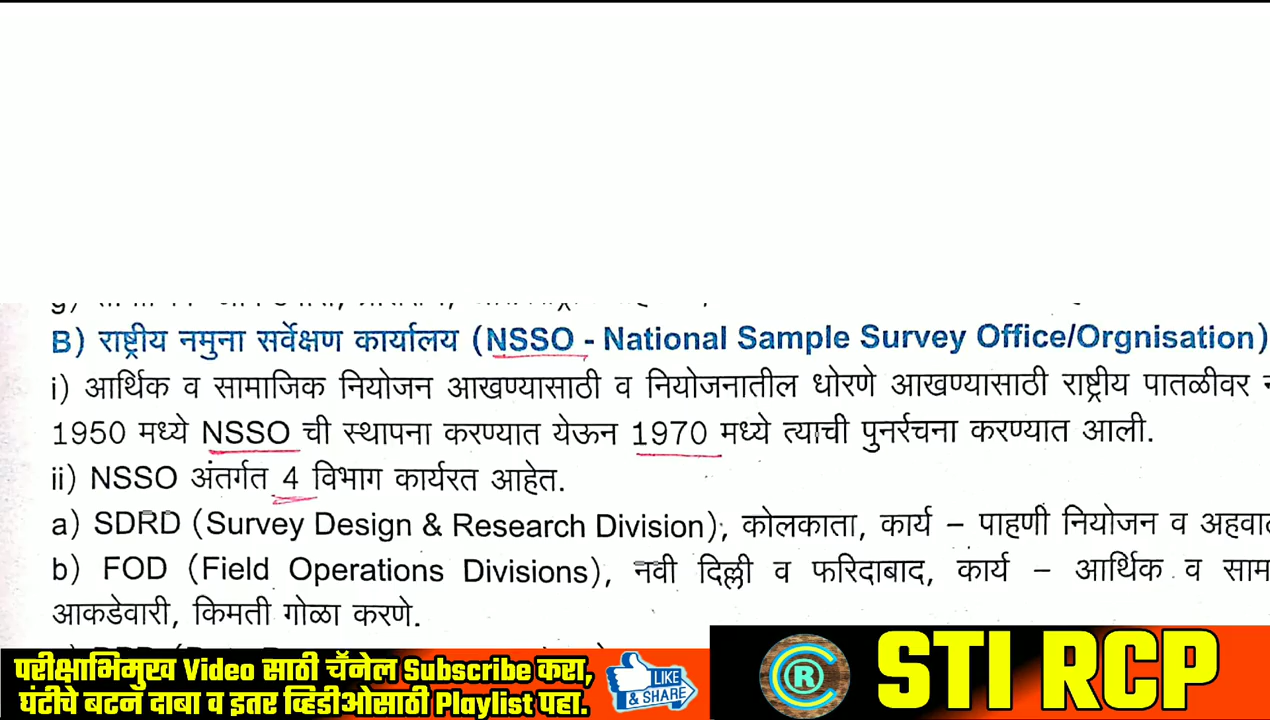 B) राष्ट्रीय नमुना सर्वेक्षण कार्यालय (NSSO - National Sample Survey Office/Orgnisation)
i) आर्थिक व सामाजिक नियोजन आखण्यासाठी व नियोजनातील धोरणे आखण्यासाठी राष्ट्रीय पातळीवर
1950 मध्ये NSSO ची स्थापना करण्यात येऊन 1970 मध्ये त्याची पुनर्रचना करण्यात आली.
ii) NSSO अंतर्गत 4 विभाग कार्यरत आहेत.
a) SDRD (Survey Design & Research Division), कोलकाता, कार्य – पाहणी नियोजन व
b) FOD (Field Operations Divisions), नवी दिल्ली व फरिदाबाद, कार्य – आर्थिक व
आकडेवारी, किमती गोळा करणे.
परीक्षाभिमुख Video साठी चॅनेल Subscribe करा,
घंटीचे बटन दाबा व इतर व्हिडीओसाठी Playlist पहा.
LIKE
& SHARE
C R
STI RCP